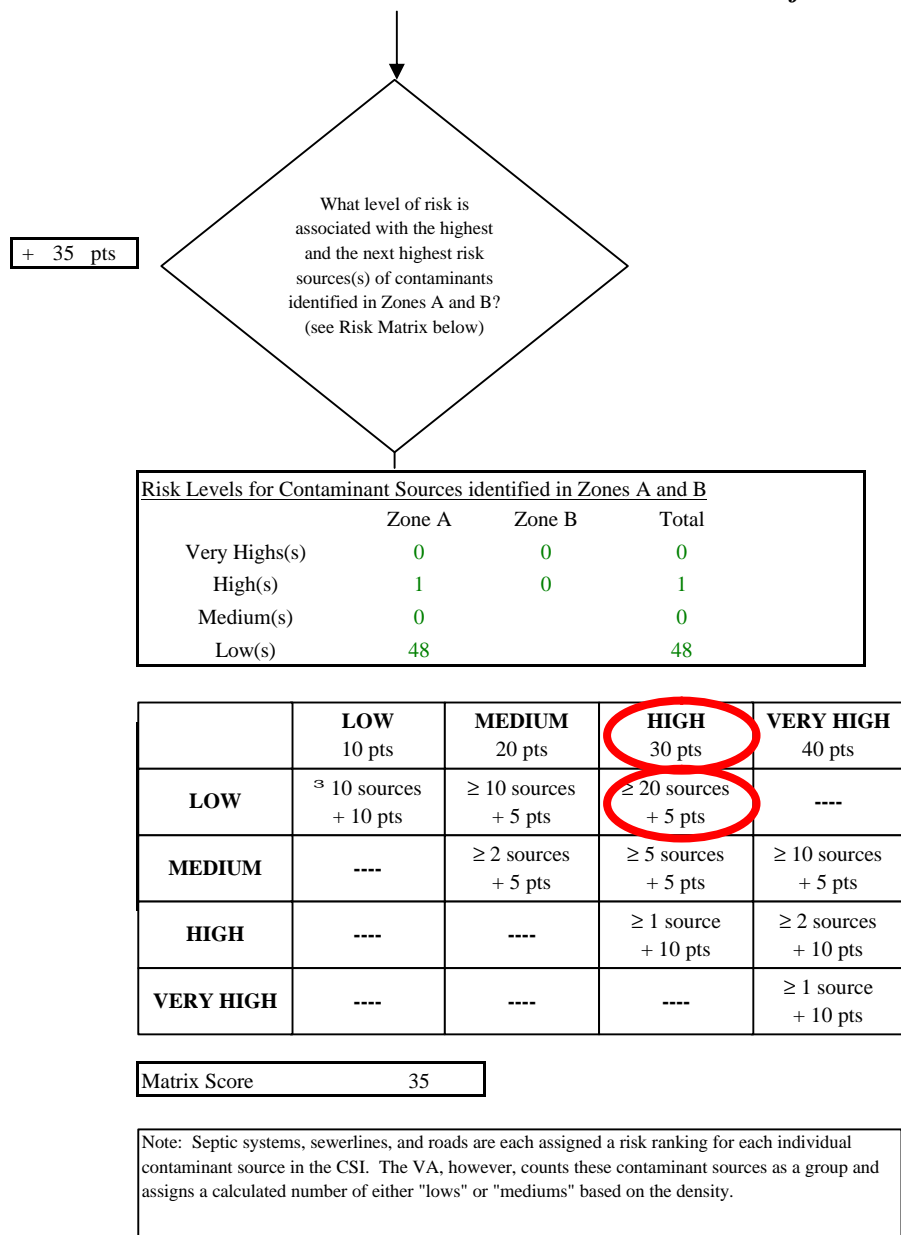 What level of risk is
associated with the highest
and the next highest risk
sources(s) of contaminants
identified in Zones A and B?
(see Risk Matrix below)
+ 35 pts
Risk Levels for Contaminant Sources identified in Zones A and B
Zone A Zone B Total
Very Highs(s) 0 0 0
High(s) 1 0 1
Medium(s) 0 0
Low(s) 48 48
LOW MEDIUM HIGH VERY HIGH
10 pts 20 pts 30 pts 40 pts
LOW ³ 10 sources ≥ 10 sources ≥ 20 sources ----
+ 10 pts + 5 pts + 5 pts
MEDIUM ---- ≥ 2 sources ≥ 5 sources ≥ 10 sources
+ 5 pts + 5 pts + 5 pts
HIGH ---- ---- ≥ 1 source ≥ 2 sources
+ 10 pts + 10 pts
VERY HIGH ---- ---- ---- ≥ 1 source
+ 10 pts
Matrix Score 35
Note: Septic systems, sewerlines, and roads are each assigned a risk ranking for each individual
contaminant source in the CSI. The VA, however, counts these contaminant sources as a group and
assigns a calculated number of either "lows" or "mediums" based on the density.